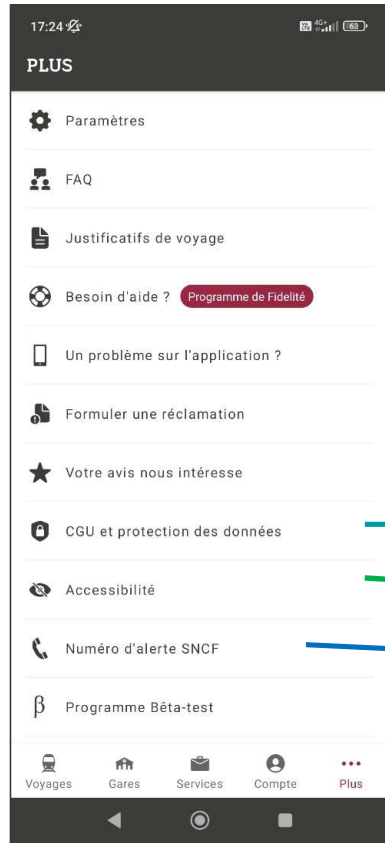 17:24 4G+ 63
PLUS
Paramètres
FAQ
Justificatifs de voyage
Besoin d'aide ? Programme de Fidelité
Un problème sur l'application ?
Formuler une réclamation
Votre avis nous intéresse
CGU et protection des données
Accessibilité
Numéro d'alerte SNCF
β Programme Bêta-test
Voyages Gares Services Compte Plus